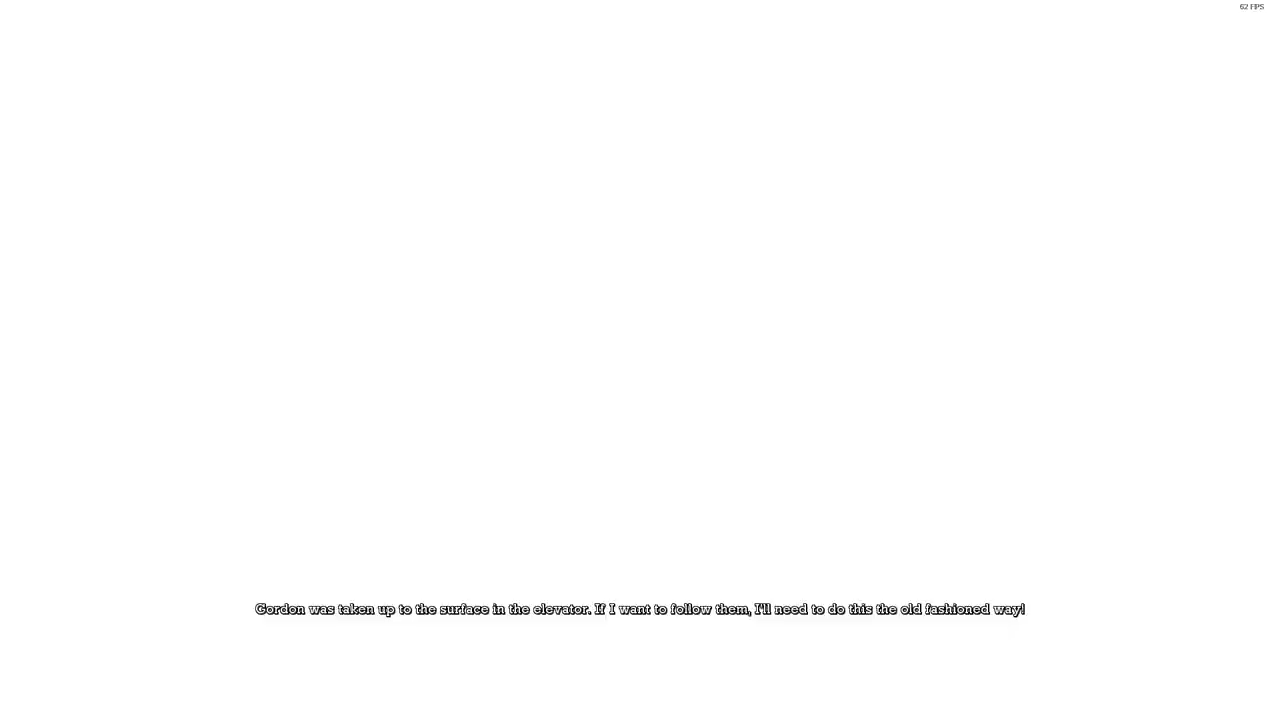 62 FPS
Gordon was taken up to the surface in the elevator. If I want to follow them, I'll need to do this the old fashioned way!